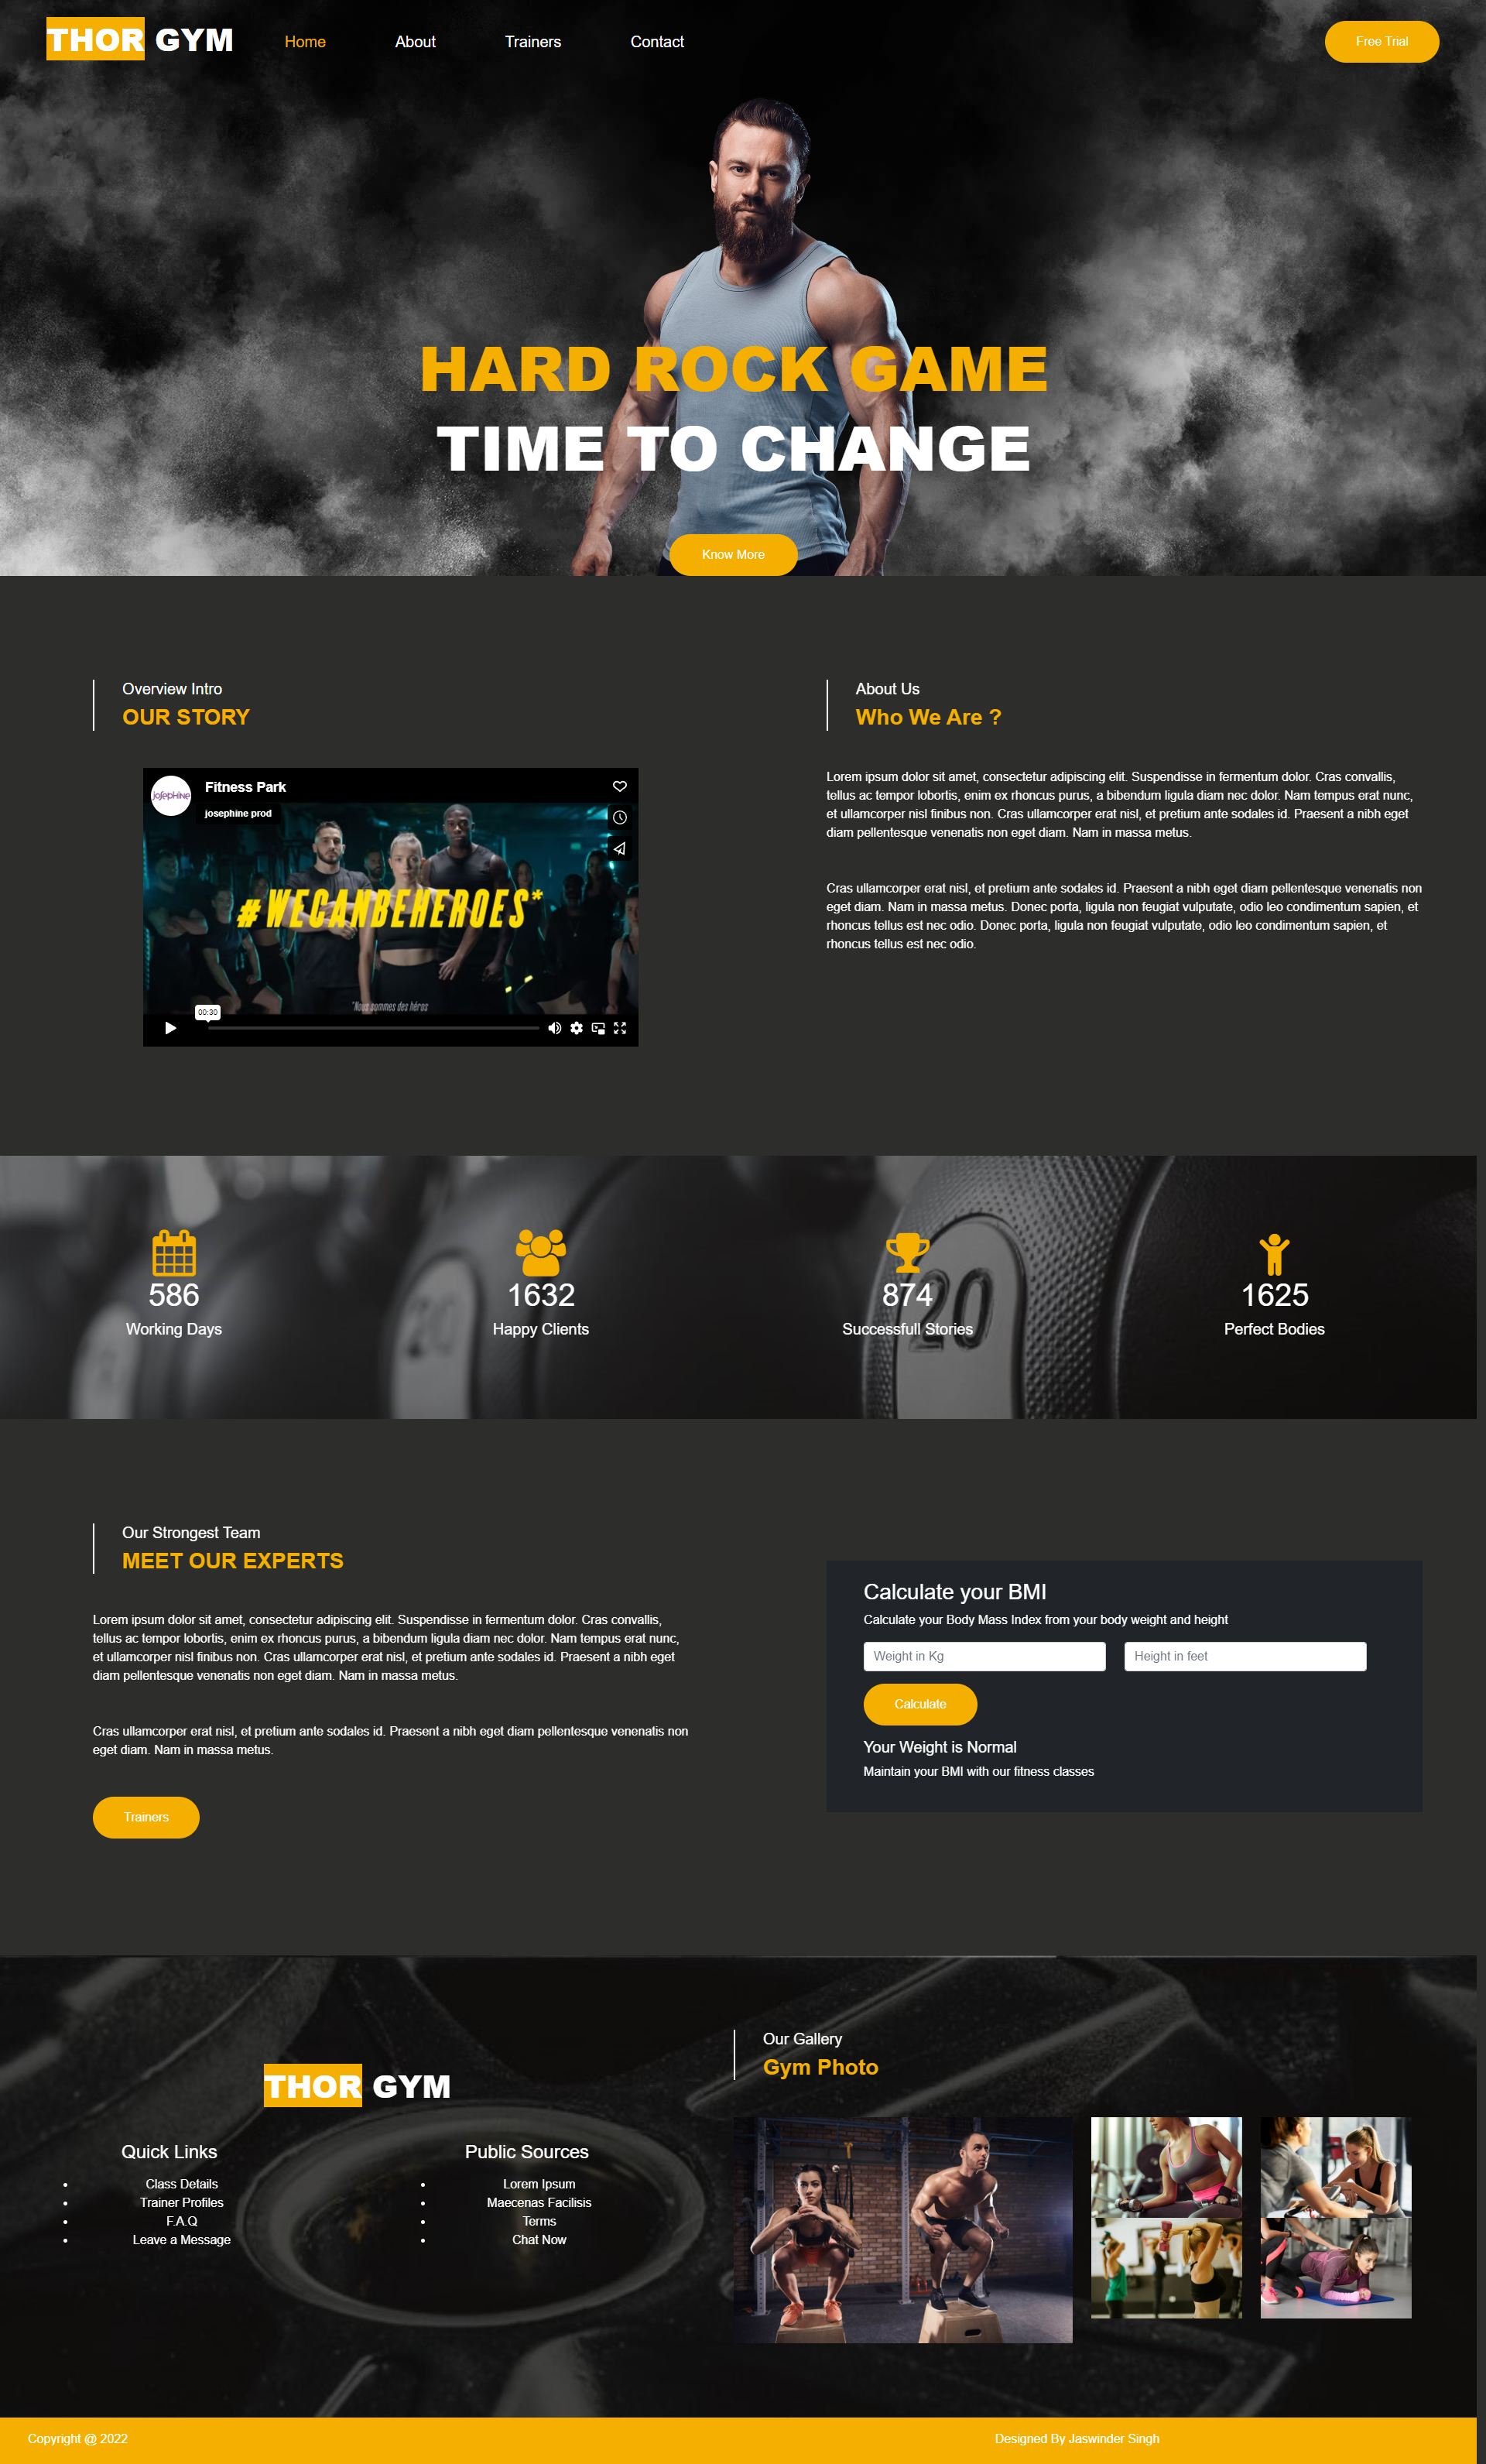 THOR GYM
Home
About
Trainers
Contact
Free Trial
HARD ROCK GAME
TIME TO CHANGE
Know More
Overview Intro
OUR STORY
josephine
Fitness Park
josephine prod
#WECANBEHEROES*
*Nous sommes des héros
00:30
About Us
Who We Are ?
Lorem ipsum dolor sit amet, consectetur adipiscing elit. Suspendisse in fermentum dolor. Cras convallis,
tellus ac tempor lobortis, enim ex rhoncus purus, a bibendum ligula diam nec dolor. Nam tempus erat nunc,
et ullamcorper nisl finibus non. Cras ullamcorper erat nisl, et pretium ante sodales id. Praesent a nibh eget
diam pellentesque venenatis non eget diam. Nam in massa metus.
Cras ullamcorper erat nisl, et pretium ante sodales id. Praesent a nibh eget diam pellentesque venenatis non
eget diam. Nam in massa metus. Donec porta, ligula non feugiat vulputate, odio leo condimentum sapien, et
rhoncus tellus est nec odio. Donec porta, ligula non feugiat vulputate, odio leo condimentum sapien, et
rhoncus tellus est nec odio.
586
Working Days
1632
Happy Clients
20
874
Successfull Stories
20
1625
Perfect Bodies
Our Strongest Team
MEET OUR EXPERTS
Lorem ipsum dolor sit amet, consectetur adipiscing elit. Suspendisse in fermentum dolor. Cras convallis,
tellus ac tempor lobortis, enim ex rhoncus purus, a bibendum ligula diam nec dolor. Nam tempus erat nunc,
et ullamcorper nisl finibus non. Cras ullamcorper erat nisl, et pretium ante sodales id. Praesent a nibh eget
diam pellentesque venenatis non eget diam. Nam in massa metus.
Cras ullamcorper erat nisl, et pretium ante sodales id. Praesent a nibh eget diam pellentesque venenatis non
eget diam. Nam in massa metus.
Trainers
Calculate your BMI
Calculate your Body Mass Index from your body weight and height
Weight in Kg
Height in feet
Calculate
Your Weight is Normal
Maintain your BMI with our fitness classes
THOR GYM
Quick Links
Class Details
Trainer Profiles
F.A.Q
Leave a Message
Public Sources
Lorem Ipsum
Maecenas Facilisis
Terms
Chat Now
Our Gallery
Gym Photo
Copyright @ 2022
Designed By Jaswinder Singh